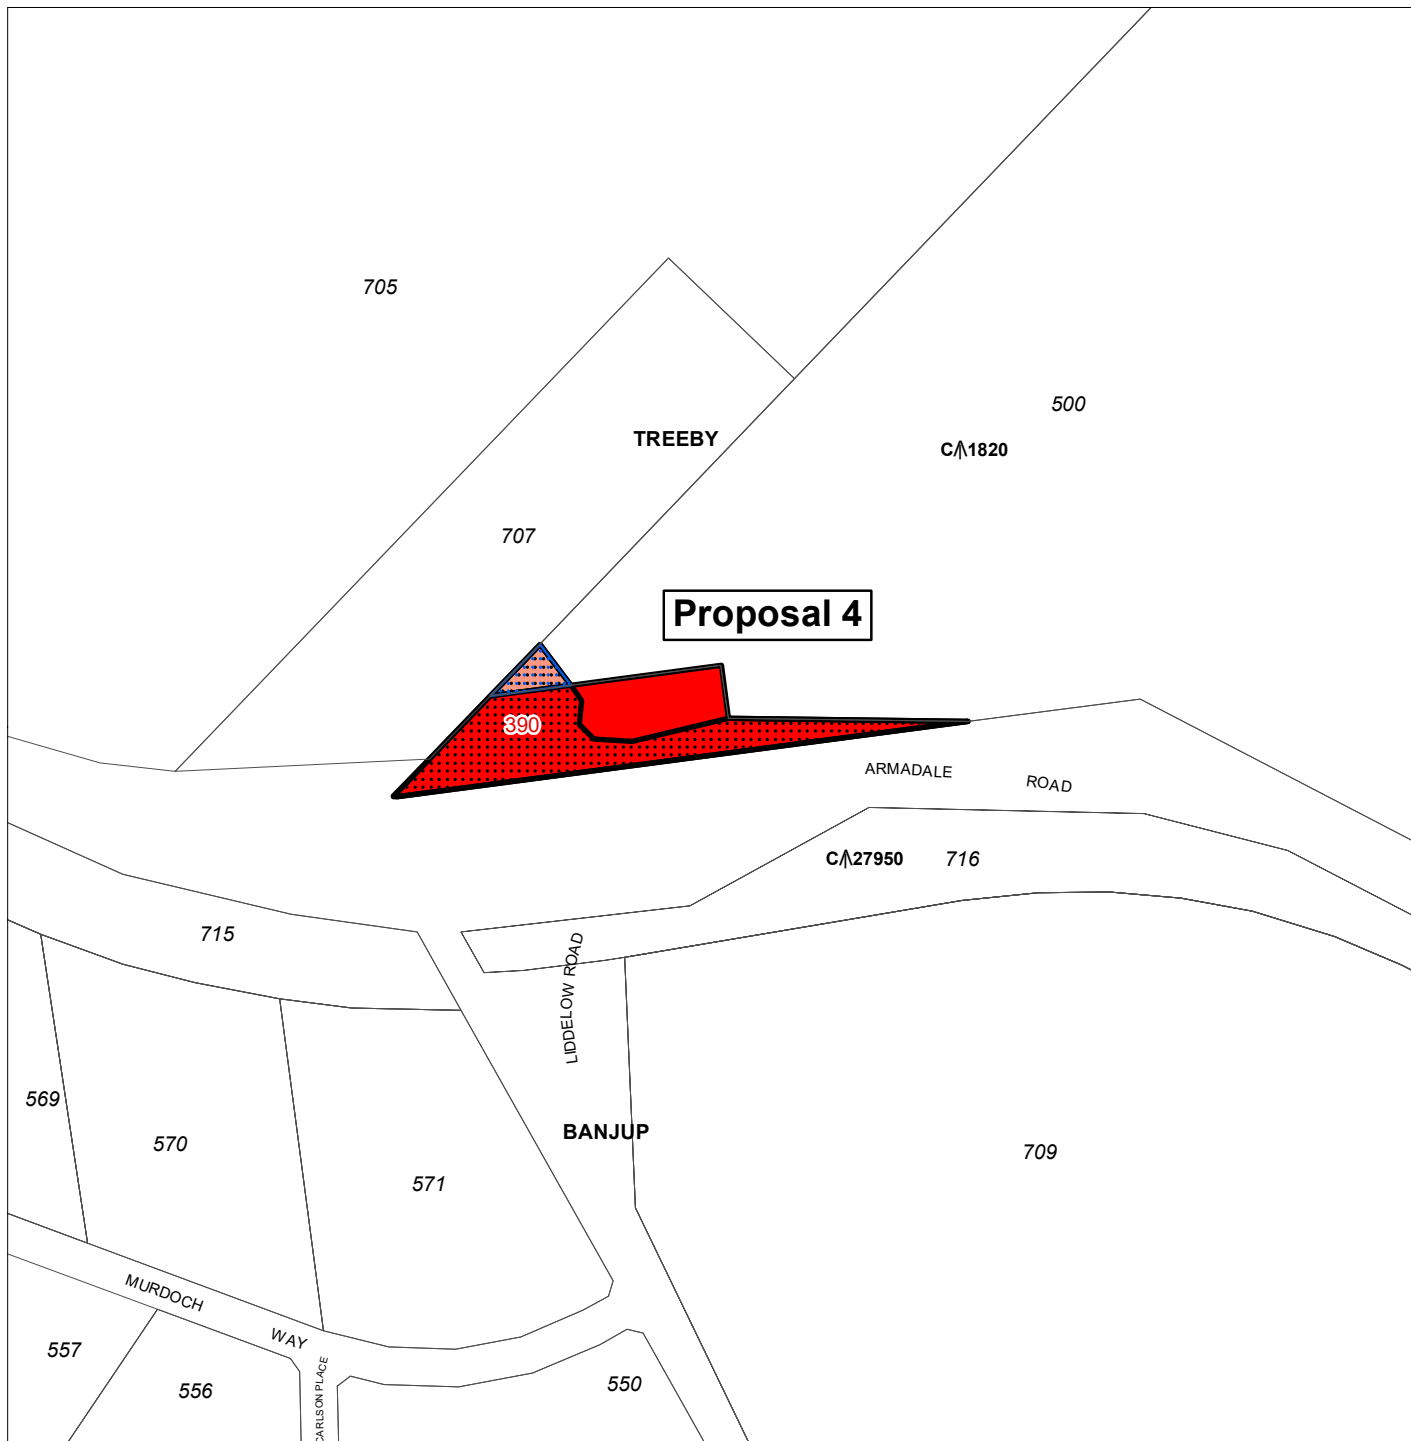 705
500
TREEBY
C/\1820
707
Proposal 4
390
ARMADALE ROAD
C/\27950 716
715
LIDDELOW ROAD
569
BANJUP
570
709
571
MURDOCH WAY
557
CARLSON PLACE
556
550